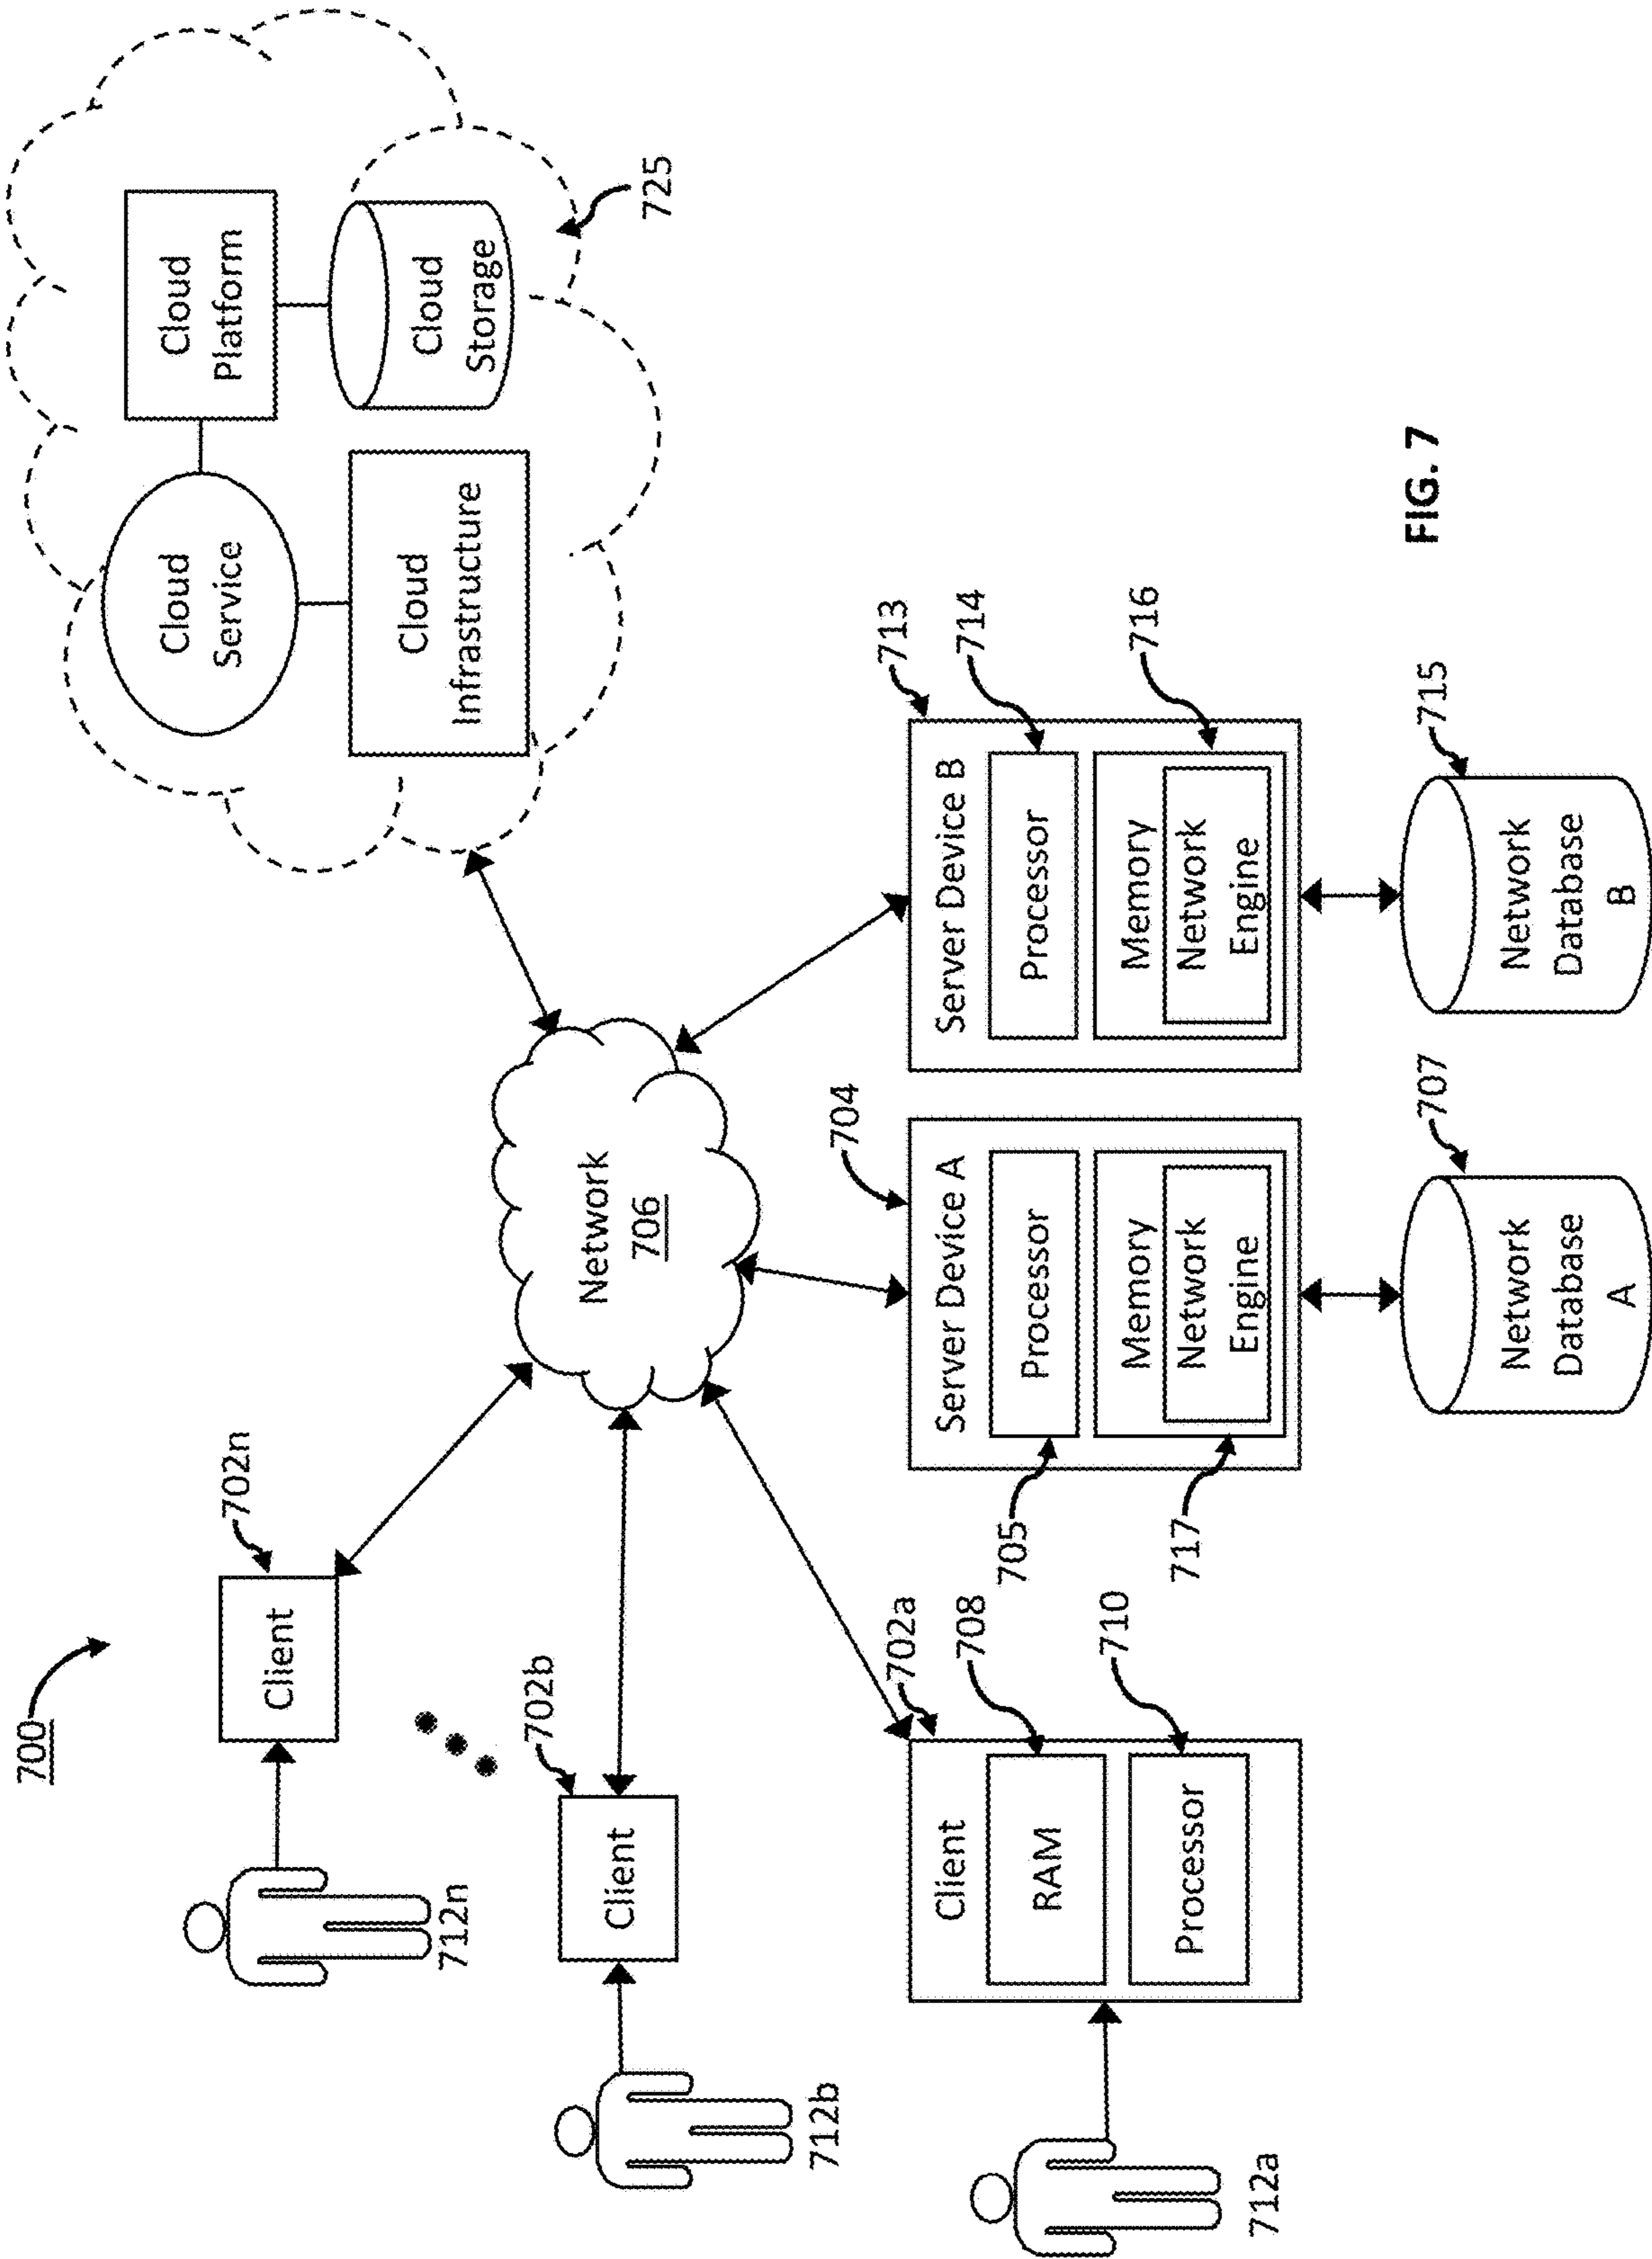 700
712n
Client
702n
712b
Client
702b
712a
Client
702a
RAM
708
Processor
710
Network
706
Server Device A
704
Processor
705
Memory
Network
Engine
717
Network
Database
A
707
Server Device B
713
Processor
714
Memory
Network
Engine
716
Network
Database
B
715
Cloud
Service
Cloud
Platform
Cloud
Infrastructure
Cloud
Storage
725
FIG. 7